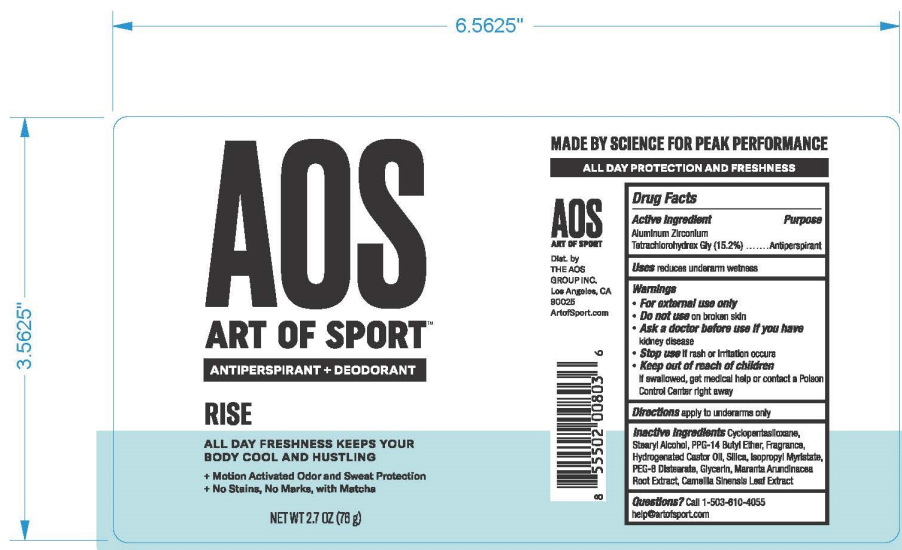 6.5625"
3.5625"
AOS
ART OF SPORT™
ANTIPERSPIRANT + DEODORANT
RISE
ALL DAY FRESHNESS KEEPS YOUR
BODY COOL AND HUSTLING
+ Motion Activated Odor and Sweat Protection
+ No Stains, No Marks, with Matcha
NET WT 2.7 OZ (76 g)
MADE BY SCIENCE FOR PEAK PERFORMANCE
ALL DAY PROTECTION AND FRESHNESS
AOS
ART OF SPORT
Dist. by
THE AOS
GROUP INC.
Los Angeles, CA
90025
ArtofSport.com
8 55502 00803 6
Drug Facts
Active Ingredient Purpose
Aluminum Zirconium
Tetrachlorohydrex Gly (15.2%) .......Antiperspirant
Uses reduces underarm wetness
Warnings
• For external use only
• Do not use on broken skin
• Ask a doctor before use if you have
kidney disease
• Stop use if rash or irritation occurs
• Keep out of reach of children
If swallowed, get medical help or contact a Poison
Control Center right away
Directions apply to underarms only
Inactive Ingredients Cyclopentasiloxane,
Stearyl Alcohol, PPG-14 Butyl Ether, Fragrance,
Hydrogenated Castor Oil, Silica, Isopropyl Myristate,
PEG-8 Distearate, Glycerin, Maranta Arundinacea
Root Extract, Camellia Sinensis Leaf Extract
Questions? Call 1-503-610-4055
help@artofsport.com